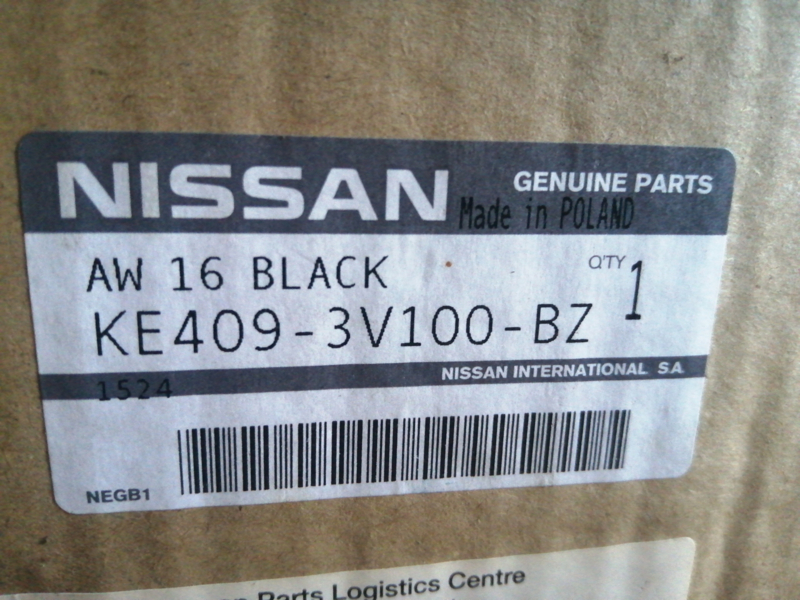 NISSAN
GENUINE PARTS
Made in POLAND
AW 16 BLACK
Q'TY 1
KE409-3V100-BZ
NISSAN INTERNATIONAL S.A.
1524
NEGB1
Parts Logistics Centre